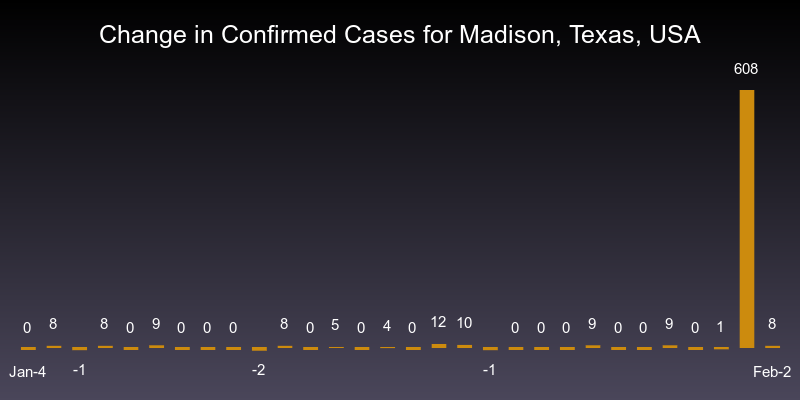 Change in Confirmed Cases for Madison, Texas, USA
608
0 8 8 0 9 0 0 0 8 0 5 0 4 0 12 10 0 0 0 9 0 0 9 0 1 8
-1 -2 -1
Jan-4 Feb-2